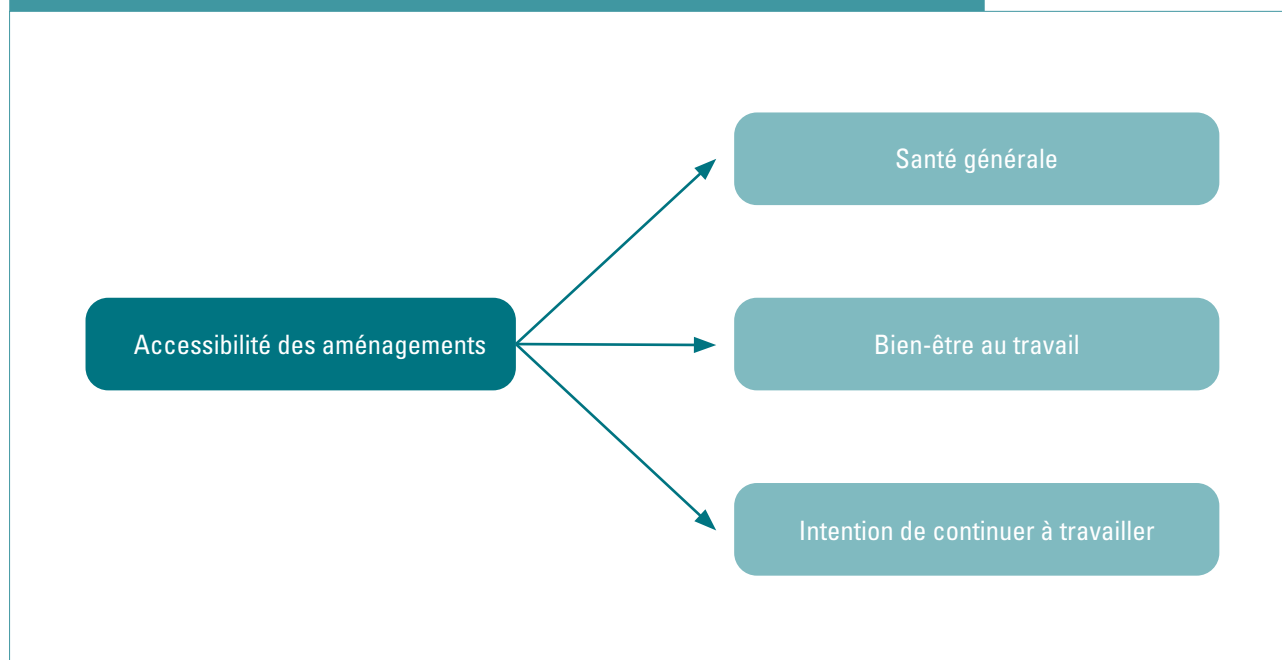 Santé générale
Accessibilité des aménagements
Bien-être au travail
Intention de continuer à travailler